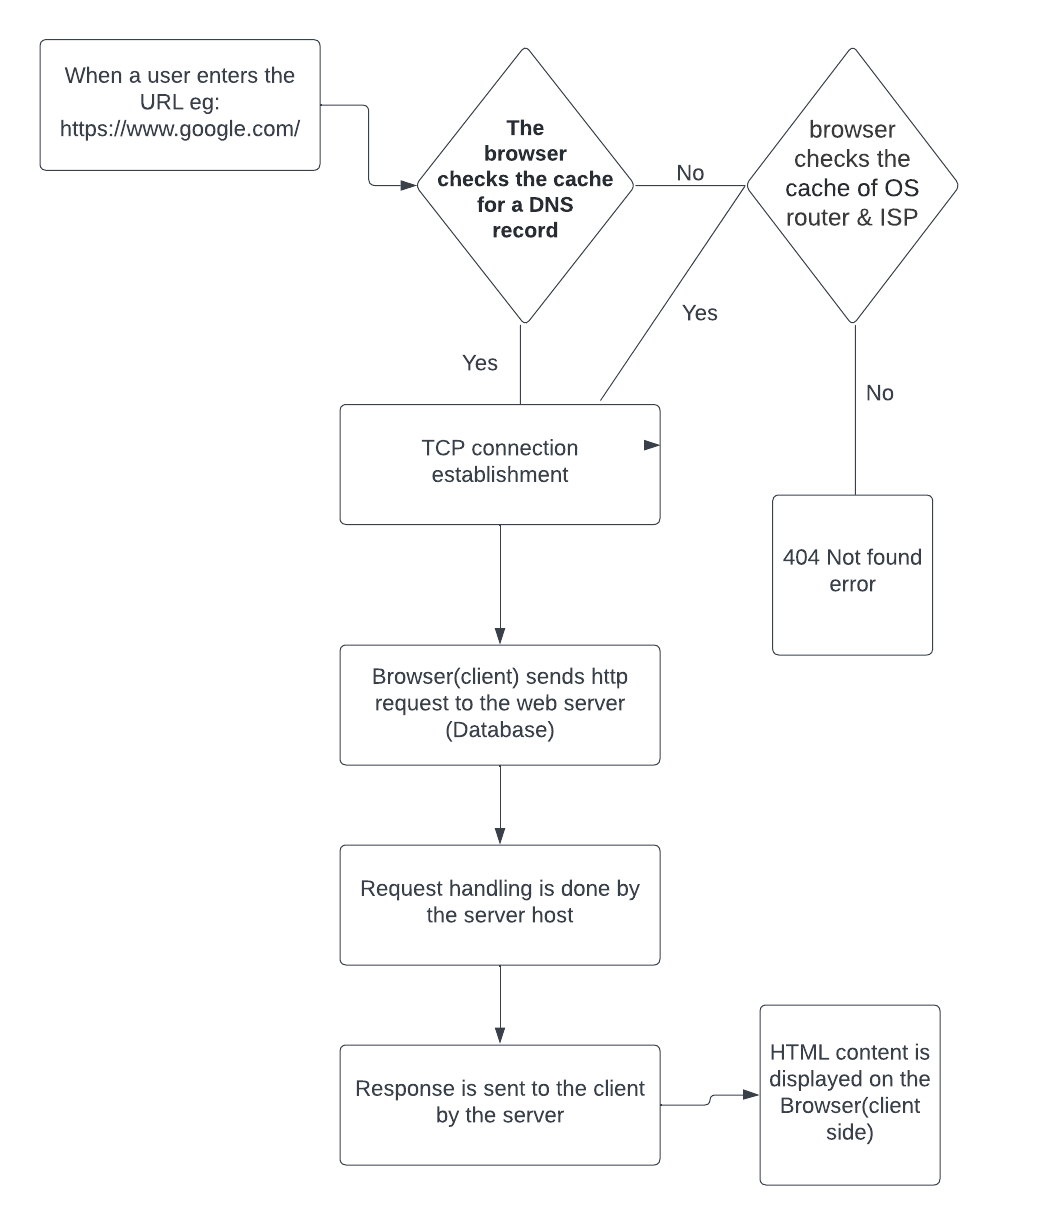 When a user enters the
URL eg:
https://www.google.com/
The
browser
checks the cache
for a DNS
record
No
browser
checks the
cache of OS
router & ISP
Yes
Yes
No
TCP connection
establishment
404 Not found
error
Browser(client) sends http
request to the web server
(Database)
Request handling is done by
the server host
Response is sent to the client
by the server
HTML content is
displayed on the
Browser(client
side)